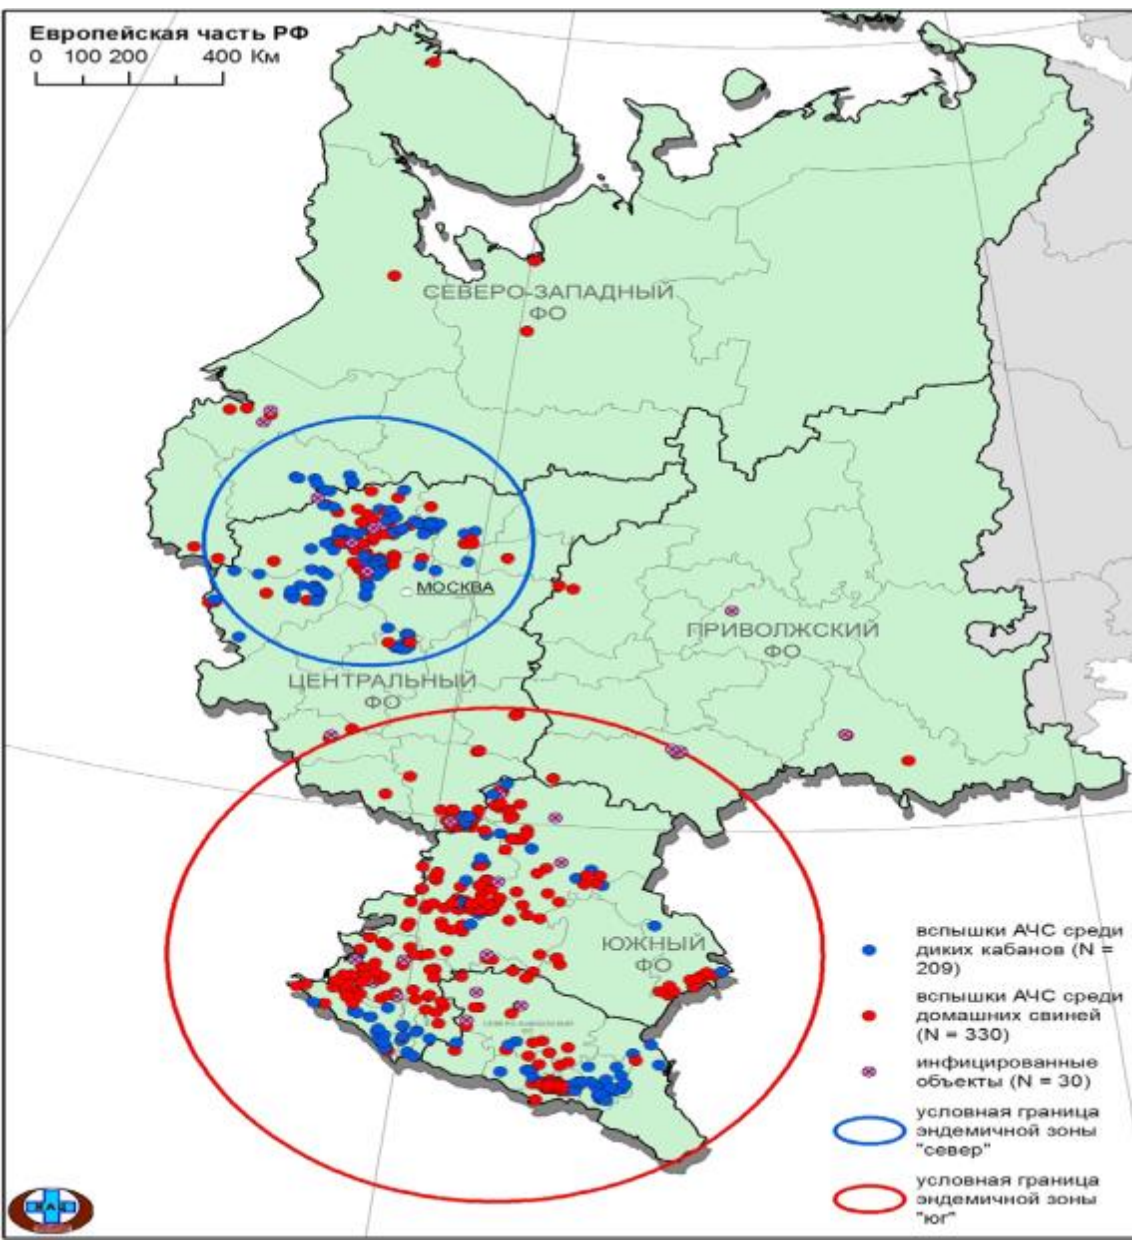 Европейская часть РФ
0 100 200 400 Км
СЕВЕРО-ЗАПАДНЫЙ
ФО
МОСКВА
ПРИВОЛЖСКИЙ
ФО
ЦЕНТРАЛЬНЫЙ
ФО
ЮЖНЫЙ
ФО
вспышки АЧС среди
диких кабанов (N =
209)
вспышки АЧС среди
домашних свиней
(N = 330)
инфицированные
объекты (N = 30)
условная граница
эндемичной зоны
"север"
условная граница
эндемичной зоны
"юг"